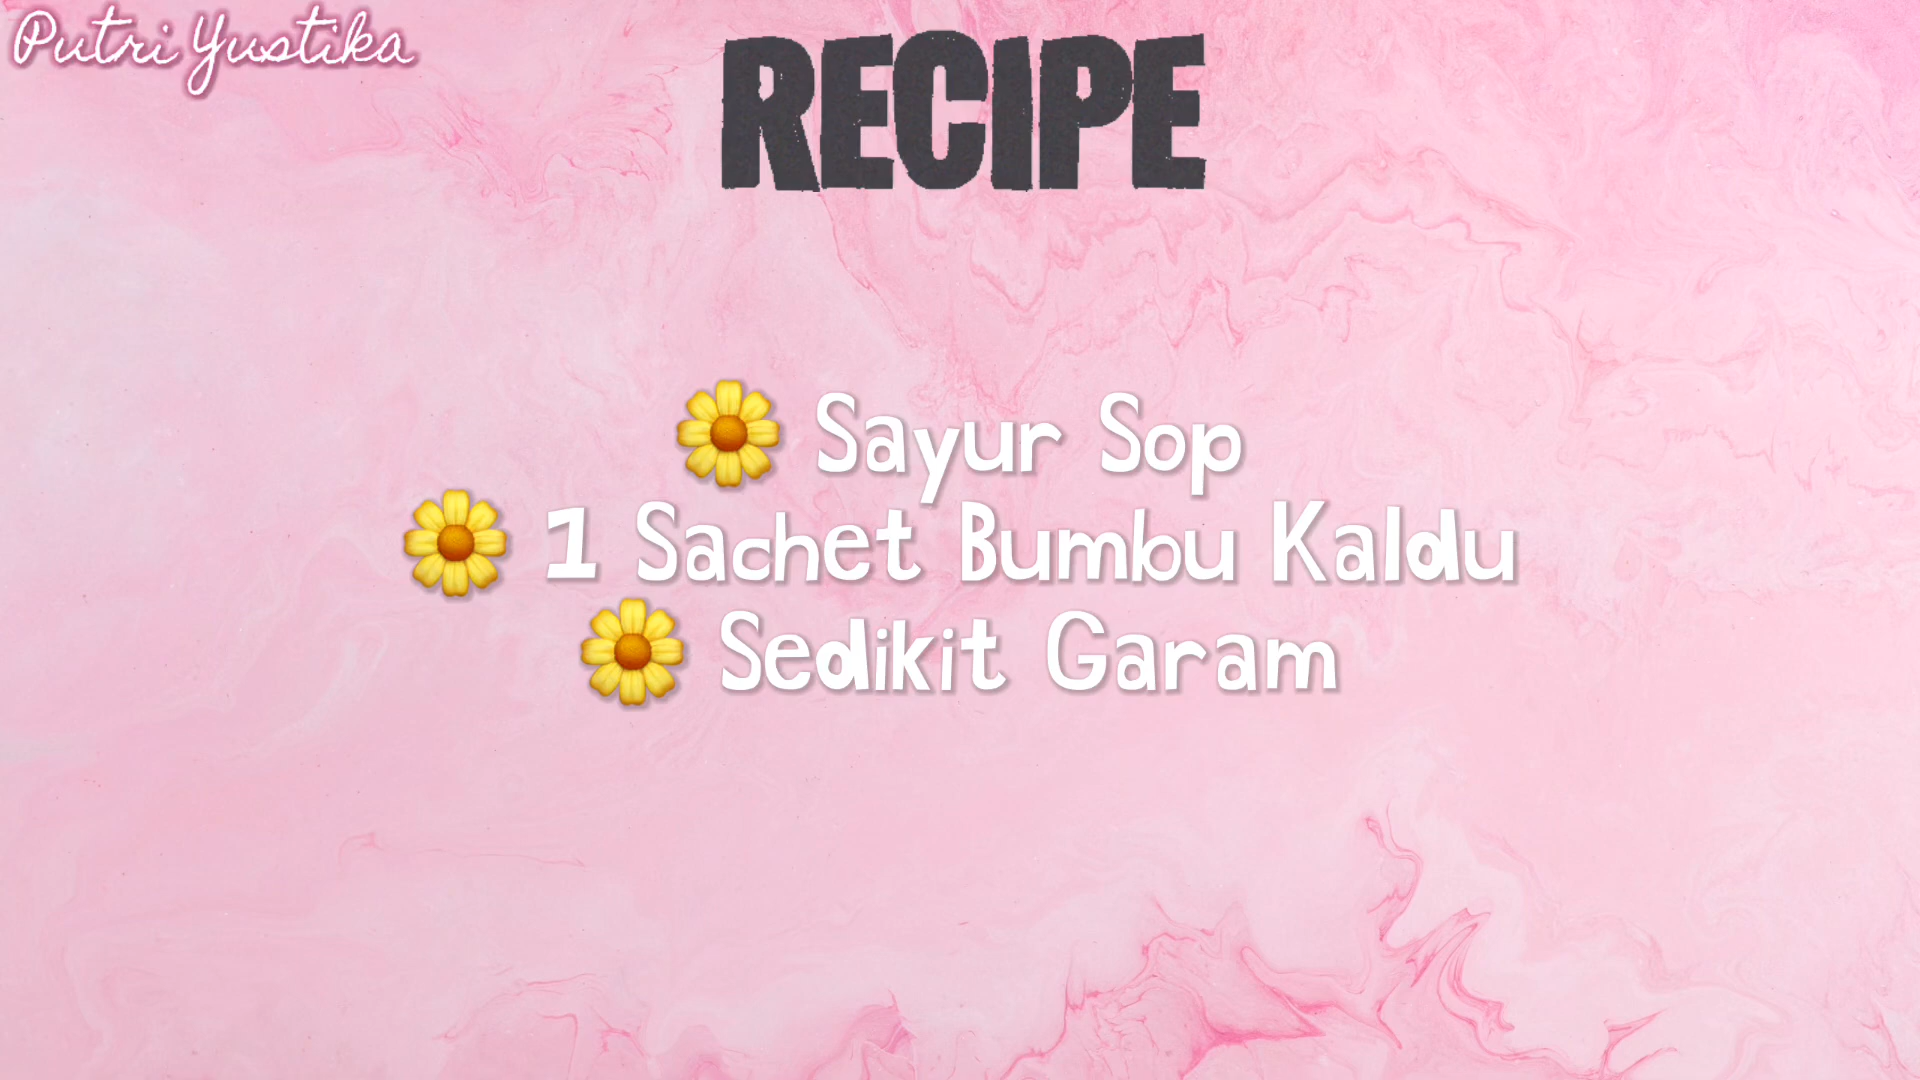 Putri Yustika
RECIPE
🌼 Sayur Sop
🌼 1 Sachet Bumbu Kaldu
🌼 Sedikit Garam